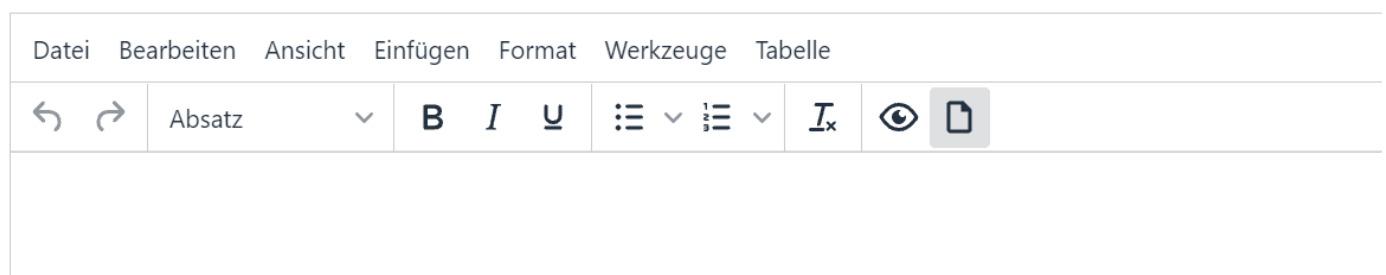 Datei Bearbeiten Ansicht Einfügen Format Werkzeuge Tabelle
Absatz B I U